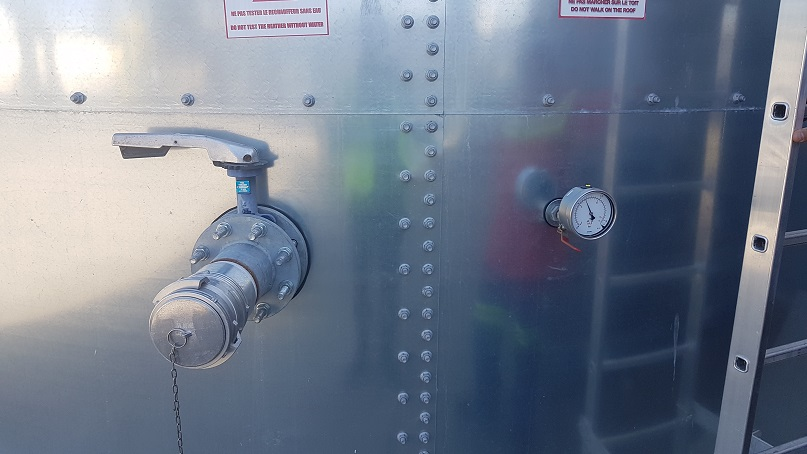 NE PAS TESTER LE RECHAUFFEUR SANS EAU
DO NOT TEST THE HEATER WITHOUT WATER
NE PAS MARCHER SUR LE TOIT
DO NOT WALK ON THE ROOF